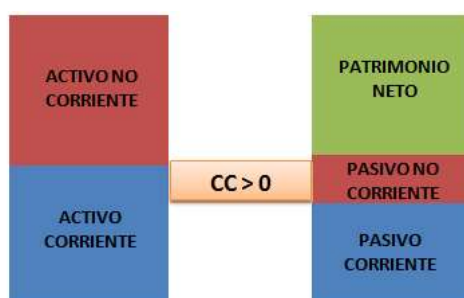 ACTIVO NO
CORRIENTE
ACTIVO
CORRIENTE
CC > 0
PATRIMONIO
NETO
PASIVO NO
CORRIENTE
PASIVO
CORRIENTE